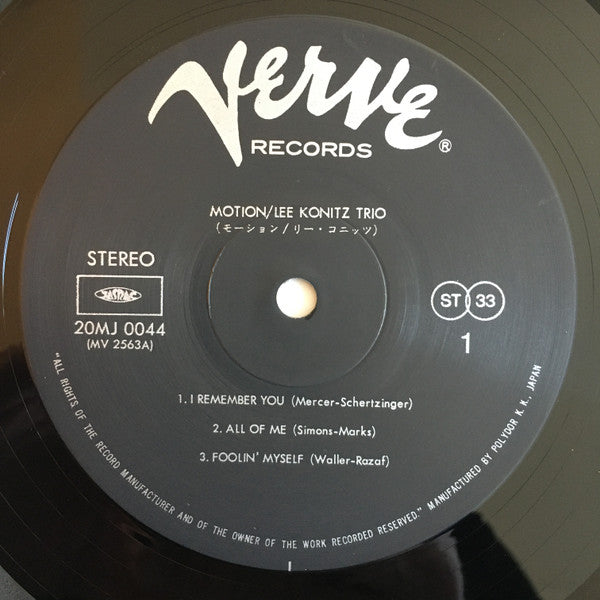 Verve
RECORDS
®
MOTION/LEE KONITZ TRIO
(モーション/リー・コニッツ)
STEREO
JASRAC
20MJ 0044
(MV 2563A)
ST 33
1
1. I REMEMBER YOU (Mercer-Schertzinger)
2. ALL OF ME (Simons-Marks)
3. FOOLIN' MYSELF (Waller-Razaf)
"ALL RIGHTS OF THE RECORD MANUFACTURER AND OF THE OWNER OF THE WORK RECORDED RESERVED." MANUFACTURED BY POLYDOR K. K., JAPAN